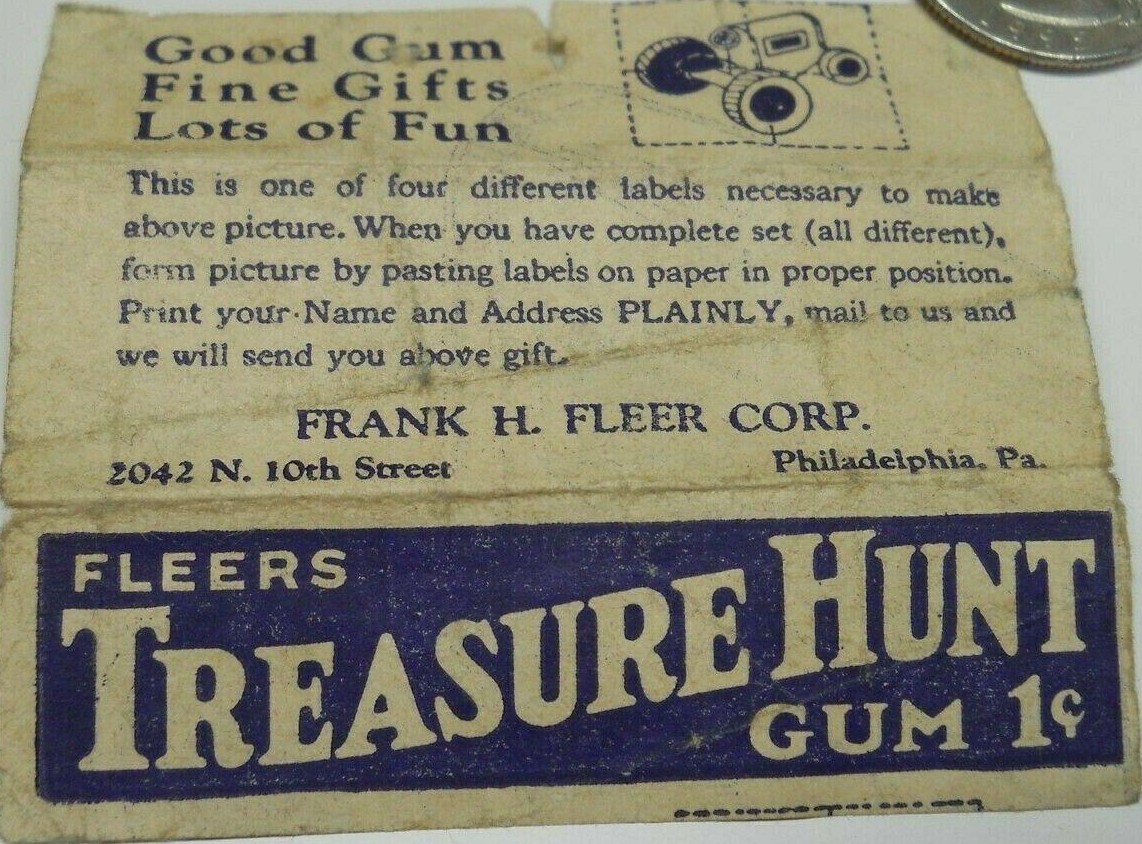 Good Gum
Fine Gifts
Lots of Fun
This is one of four different labels necessary to make
above picture. When you have complete set (all different),
form picture by pasting labels on paper in proper position.
Print your Name and Address PLAINLY, mail to us and
we will send you above gift.
FRANK H. FLEER CORP.
2042 N. 10th Street Philadelphia, Pa.
FLEERS
TREASURE HUNT
GUM 1¢